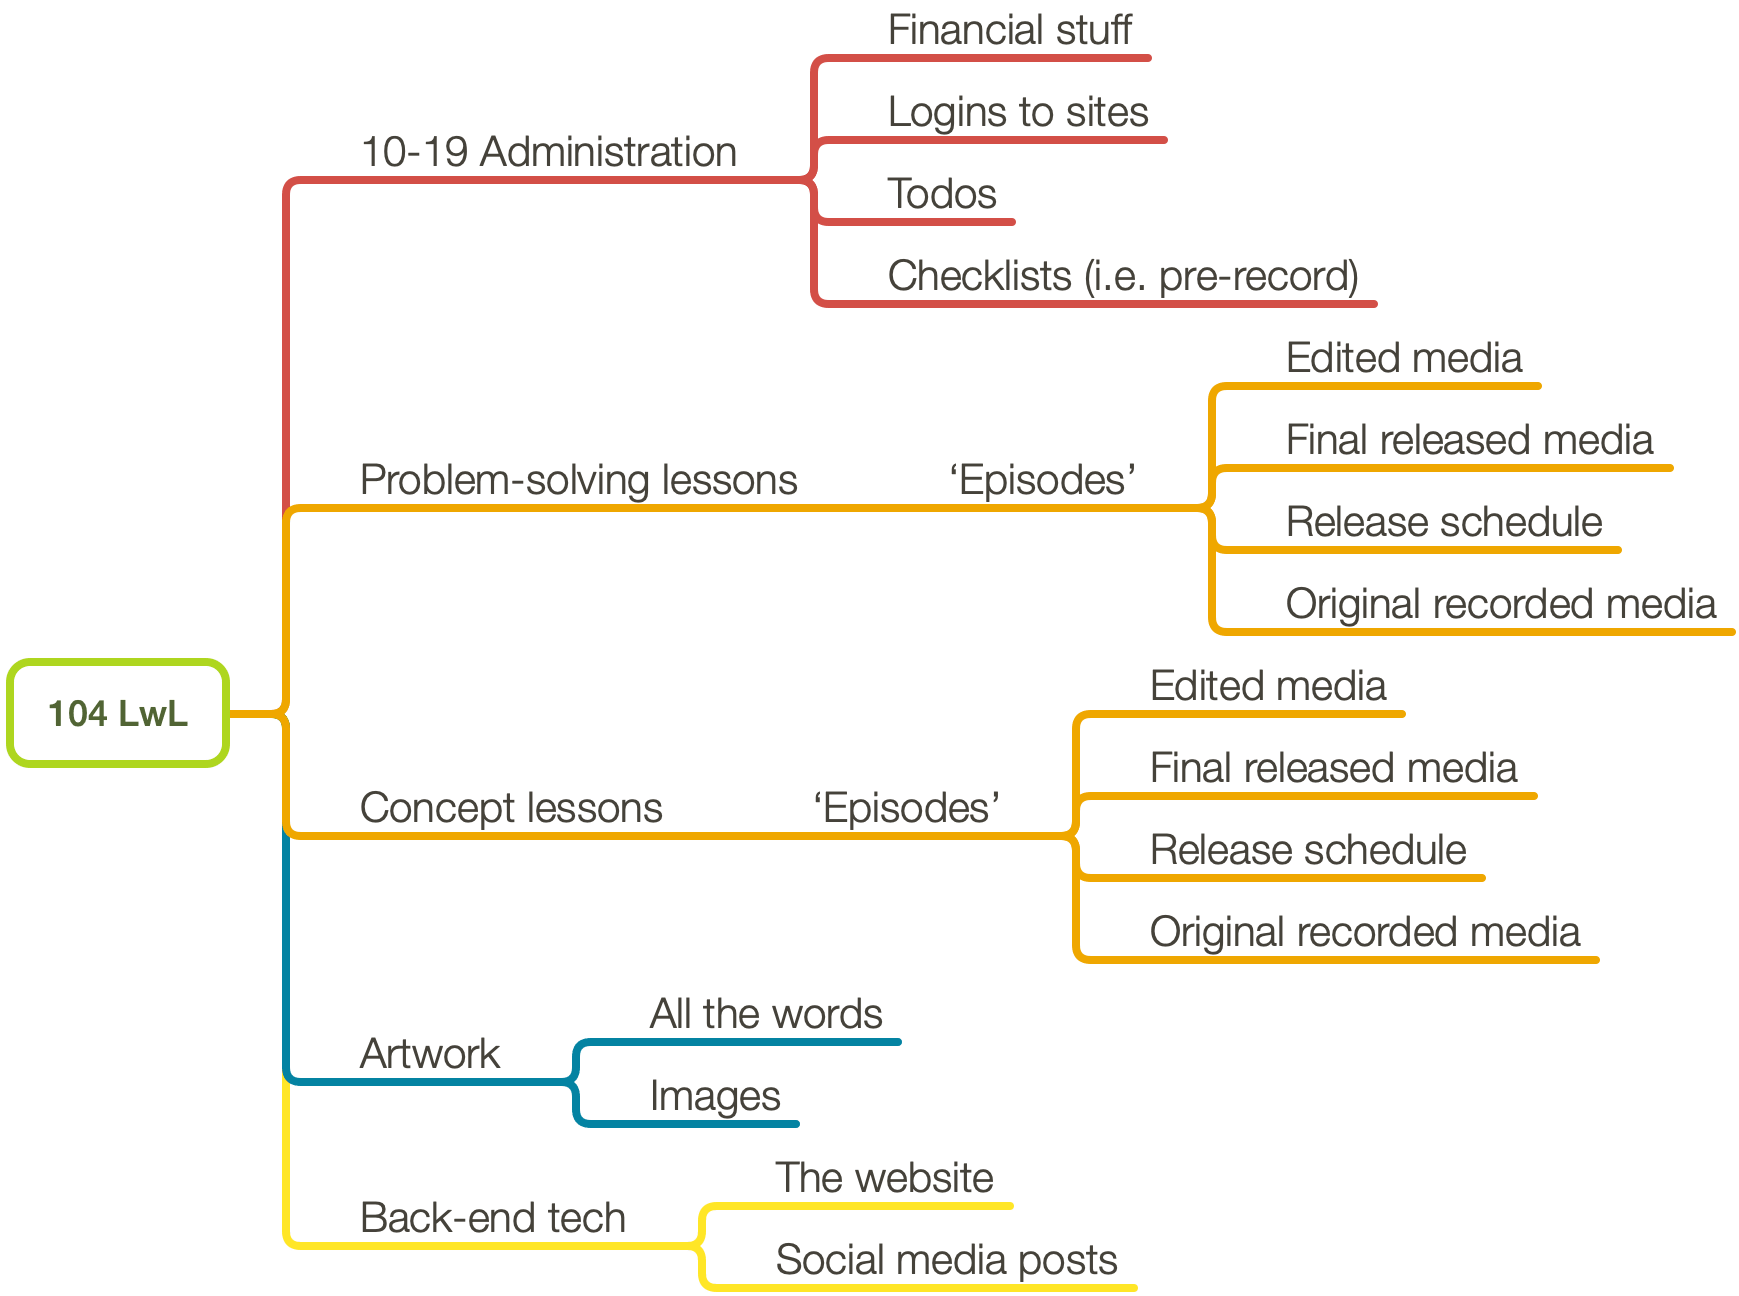 Financial stuff
Logins to sites
10-19 Administration
Todos
Checklists (i.e. pre-record)
Edited media
Final released media
Problem-solving lessons
‘Episodes’
Release schedule
Original recorded media
104 LwL
Edited media
Final released media
Concept lessons
‘Episodes’
Release schedule
Original recorded media
All the words
Artwork
Images
The website
Back-end tech
Social media posts